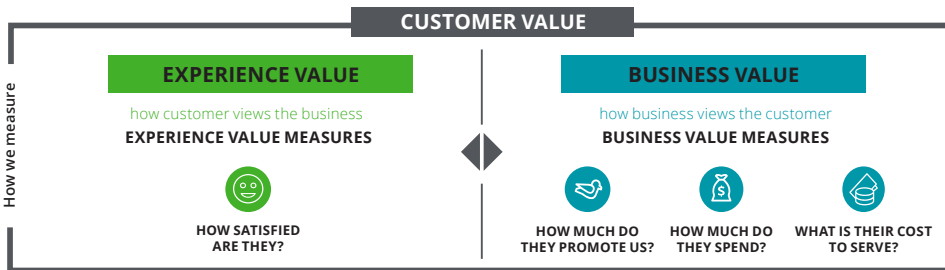 CUSTOMER VALUE
How we measure
EXPERIENCE VALUE
how customer views the business
EXPERIENCE VALUE MEASURES
HOW SATISFIED
ARE THEY?
BUSINESS VALUE
how business views the customer
BUSINESS VALUE MEASURES
HOW MUCH DO
THEY PROMOTE US?
HOW MUCH DO
THEY SPEND?
WHAT IS THEIR COST
TO SERVE?